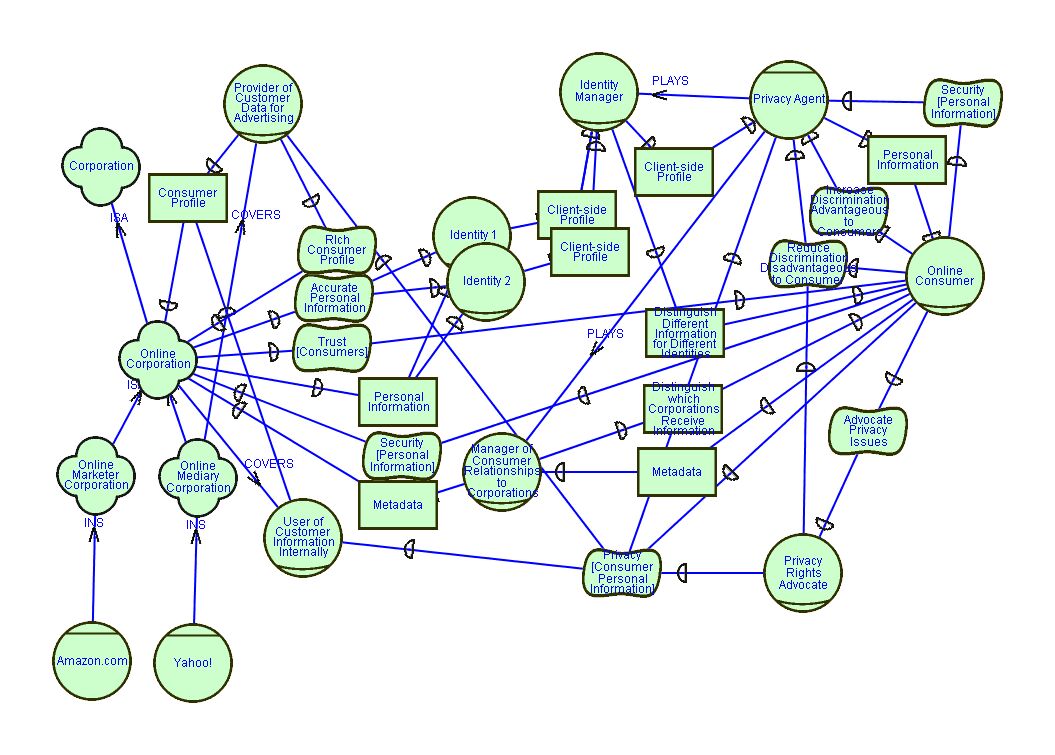 Identity
Manager
PLAYS
Privacy Agent
Security
[Personal
Information]
Provider of
Customer
Data for
Advertising
Corporation
Consumer
Profile
Client-side
Profile
Personal
Information
ISA
COVERS
RIch
Consumer
Profile
Identity 1
Client-side
Profile
Increase
Discrimination
Advantageous
to
Consumers
Accurate
Personal
Information
Identity 2
Client-side
Profile
Reduce
Discrimination
Disadvantageous
to Consumer
Online
Consumer
Online
Corporation
Trust
[Consumers]
PLAYS
Distinguish
Different
Information
for Different
Identities
Personal
Information
Distinguish
which
Corporations
Receive
Information
Advocate
Privacy
Issues
Online
Marketer
Corporation
Online
Mediary
Corporation
COVERS
Security
[Personal
Information]
Manager of
Consumer
Relationships
to
Corporations
Metadata
Metadata
INS
INS
User of
Customer
Information
Internally
Privacy
[Consumer
Personal
Information]
Privacy
Rights
Advocate
Amazon.com
Yahoo!